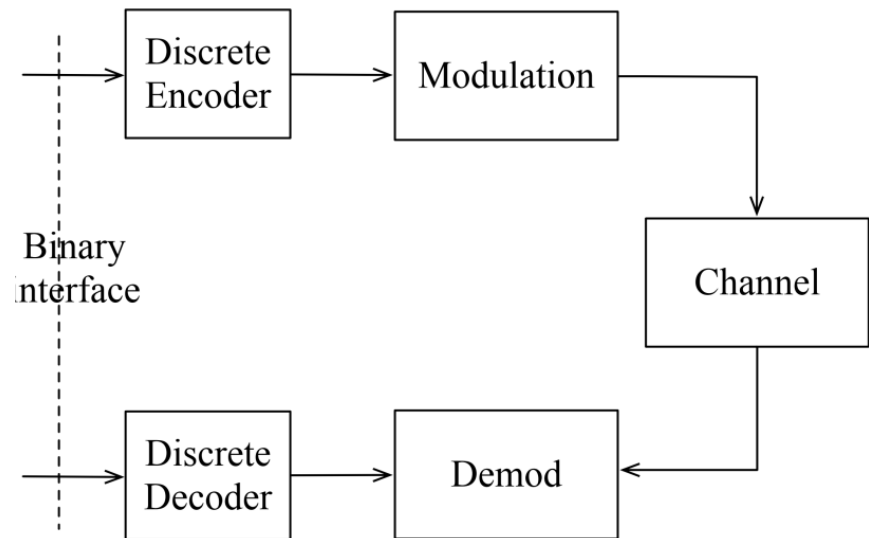 Discrete
Encoder
Modulation
Binary
interface
Channel
Discrete
Decoder
Demod